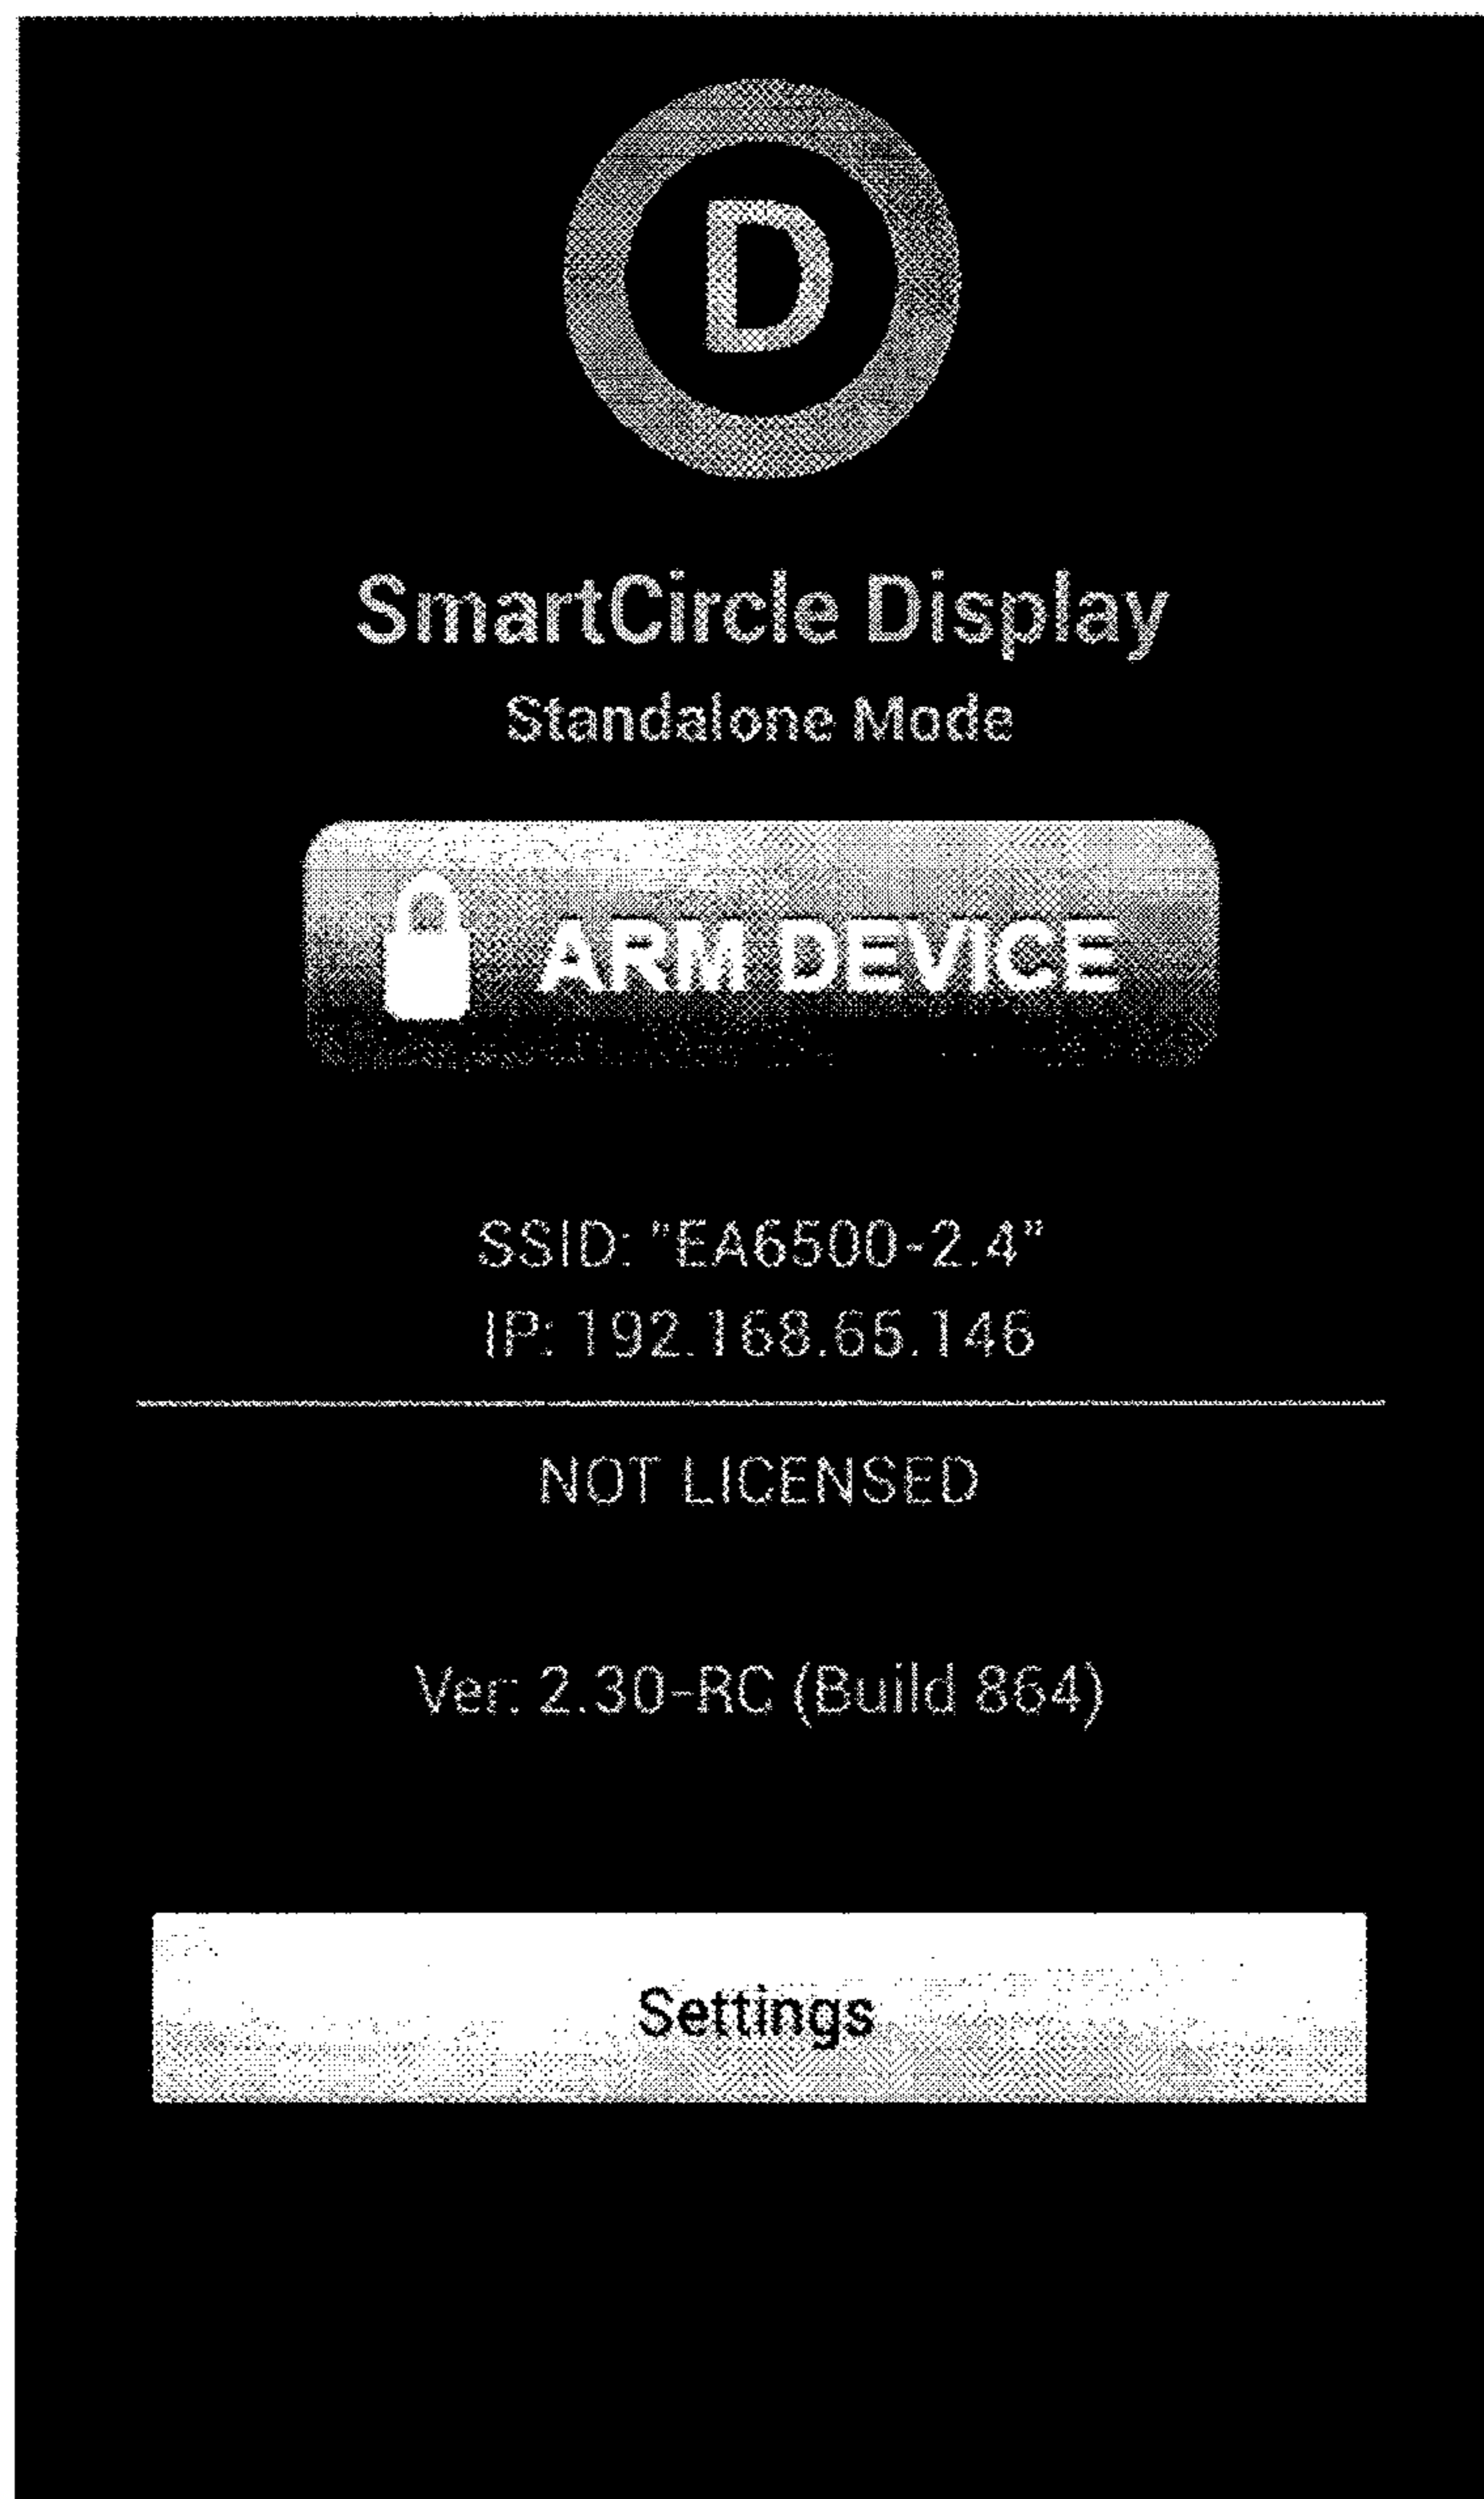 D
SmartCircle Display
Standalone Mode
ARM DEVICE
SSID: "EA6500-2.4"
IP: 192.168.65.146
NOT LICENSED
Ver: 2.30-RC (Build 864)
Settings